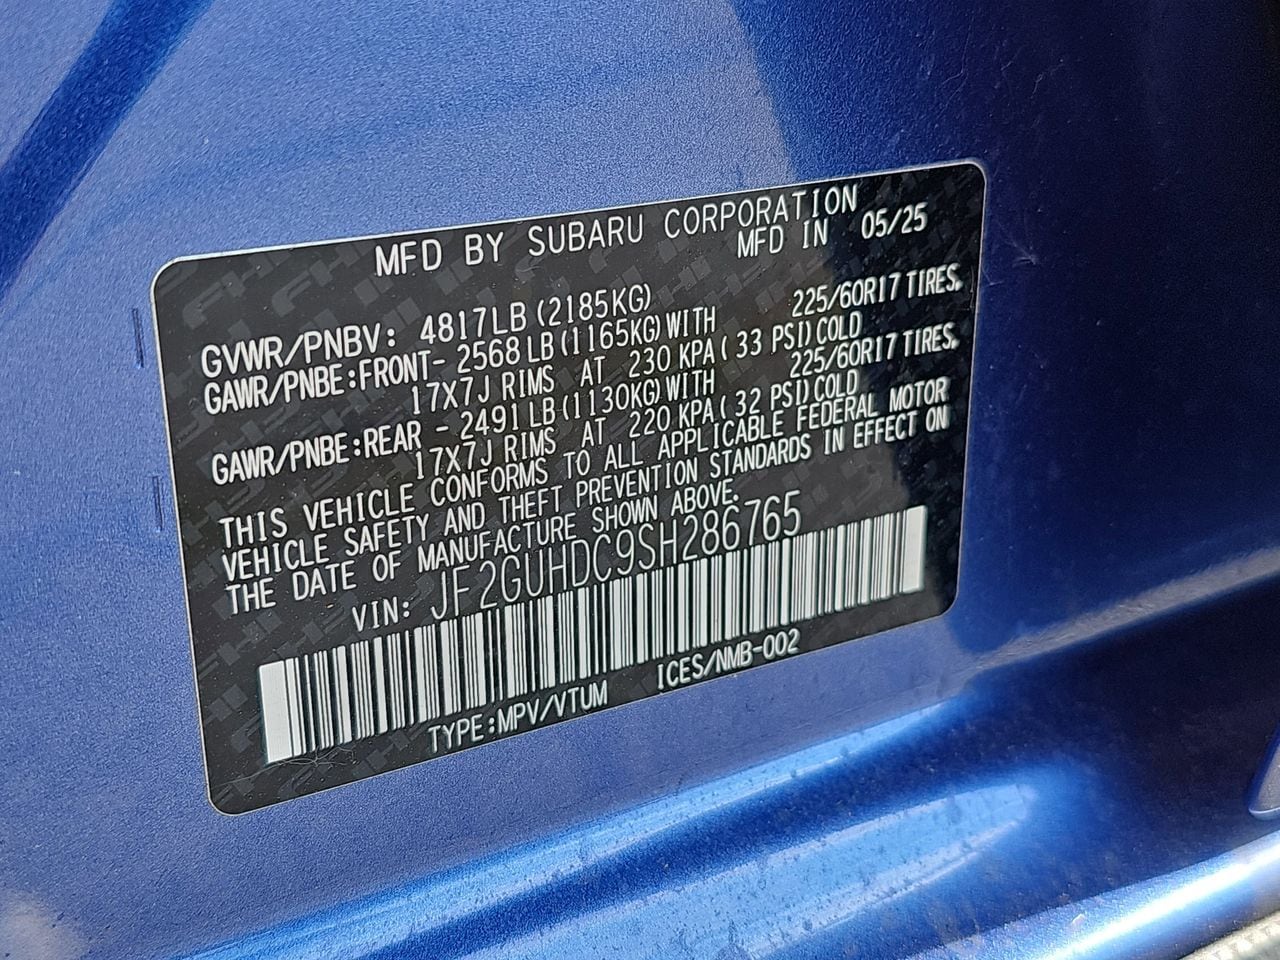 MFD BY SUBARU CORPORATION
MFD IN 05/25
GVWR/PNBV: 4817LB (2185KG)
GAWR/PNBE:FRONT- 2568 LB(1165KG) WITH 225/60R17 TIRES,
17X7J RIMS AT 230 KPA( 33 PSI) COLD
GAWR/PNBE:REAR - 2491 LB(1130KG) WITH 225/60R17 TIRES,
17X7J RIMS AT 220 KPA( 32 PSI) COLD
THIS VEHICLE CONFORMS TO ALL APPLICABLE FEDERAL MOTOR
VEHICLE SAFETY AND THEFT PREVENTION STANDARDS IN EFFECT ON
THE DATE OF MANUFACTURE SHOWN ABOVE.
VIN: JF2GUHDC9SH286765
TYPE:MPV/VTUM ICES/NMB-002